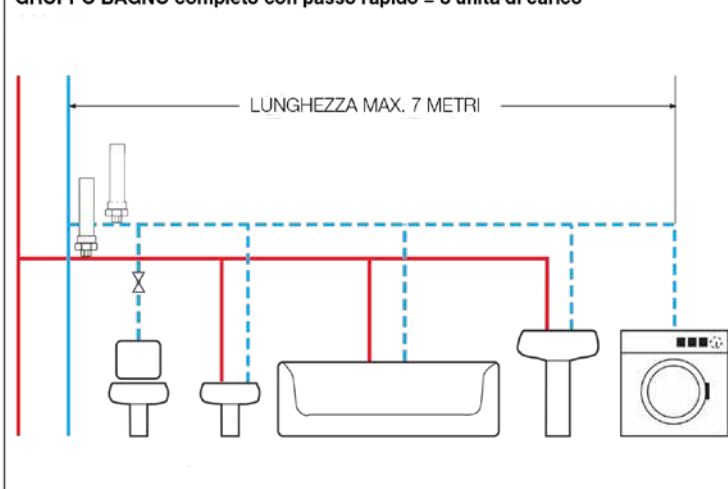 GRUPPO BAGNO completo con passo rapido = 8 unità di carico
LUNGHEZZA MAX. 7 METRI